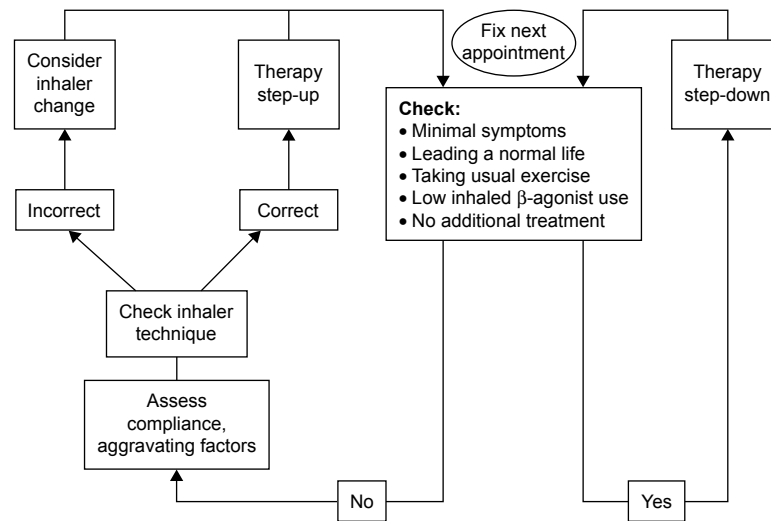 Consider
inhaler
change
Therapy
step-up
Fix next
appointment
Therapy
step-down
Check:
• Minimal symptoms
• Leading a normal life
• Taking usual exercise
• Low inhaled β-agonist use
• No additional treatment
Incorrect
Correct
Check inhaler
technique
Assess
compliance,
aggravating factors
No
Yes